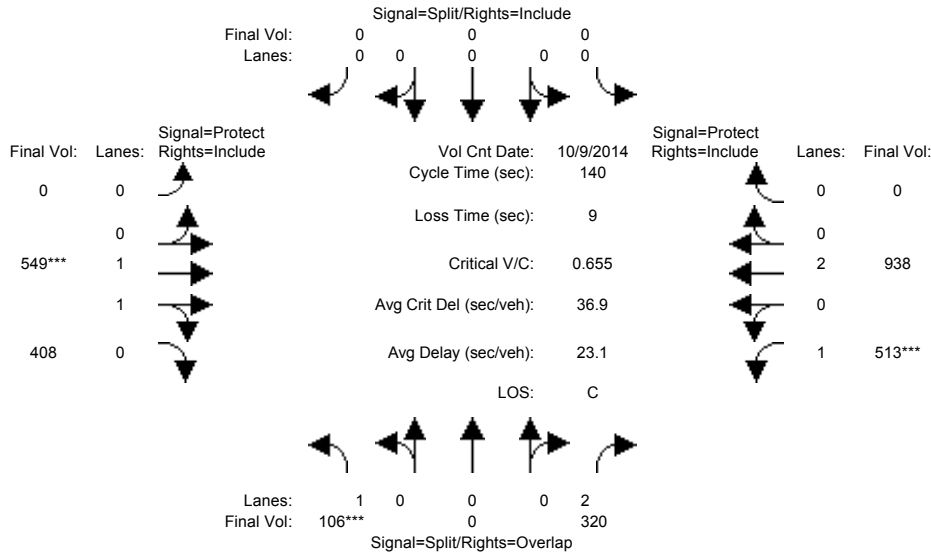 Signal=Split/Rights=Include
Final Vol: 0 0 0
Lanes: 0 0 0 0 0
Signal=Protect Signal=Protect
Final Vol: Lanes: Rights=Include Vol Cnt Date: 10/9/2014 Rights=Include Lanes: Final Vol:
Cycle Time (sec): 140
0 0 0 0
Loss Time (sec): 9
0 0
549*** 1 Critical V/C: 0.655 2 938
1 Avg Crit Del (sec/veh): 36.9 0
408 0 Avg Delay (sec/veh): 23.1 1 513***
LOS: C
Lanes: 1 0 0 0 2
Final Vol: 106*** 0 320
Signal=Split/Rights=Overlap